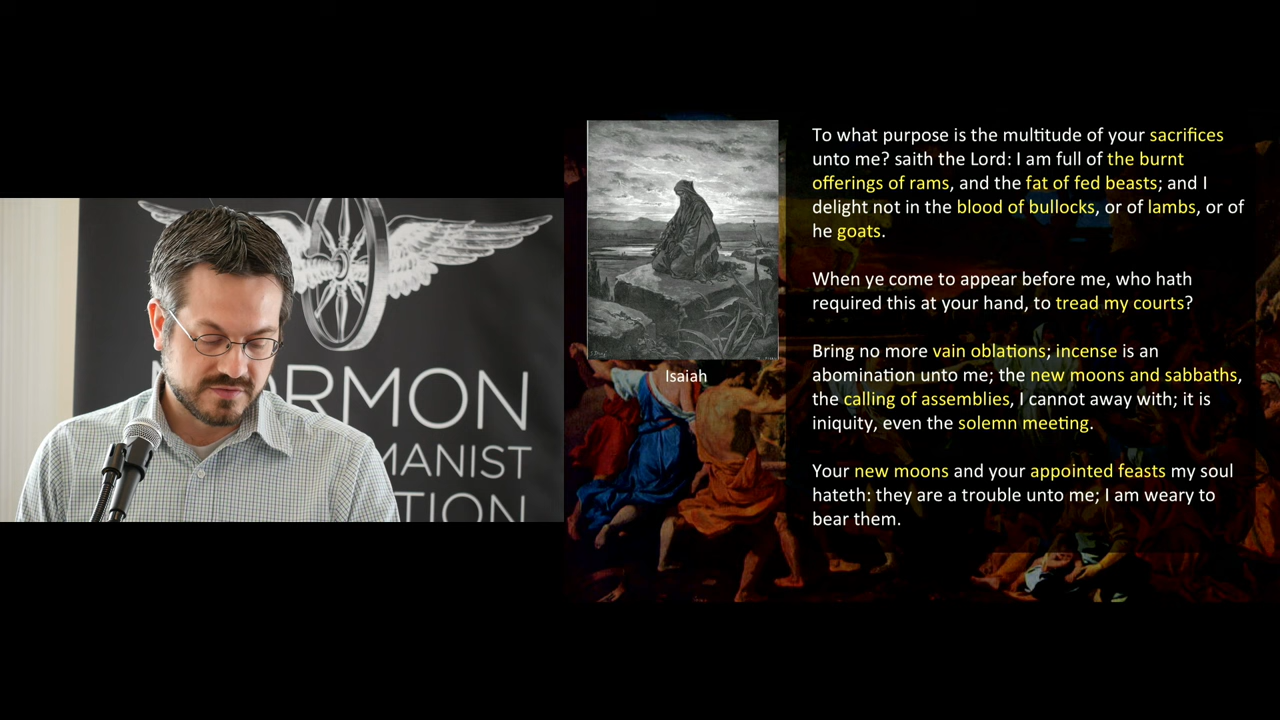 MORMON
MANIST
TION
Isaiah
To what purpose is the multitude of your sacrifices
unto me? saith the Lord: I am full of the burnt
offerings of rams, and the fat of fed beasts; and I
delight not in the blood of bullocks, or of lambs, or of
he goats.
When ye come to appear before me, who hath
required this at your hand, to tread my courts?
Bring no more vain oblations; incense is an
abomination unto me; the new moons and sabbaths,
the calling of assemblies, I cannot away with; it is
iniquity, even the solemn meeting.
Your new moons and your appointed feasts my soul
hateth: they are a trouble unto me; I am weary to
bear them.